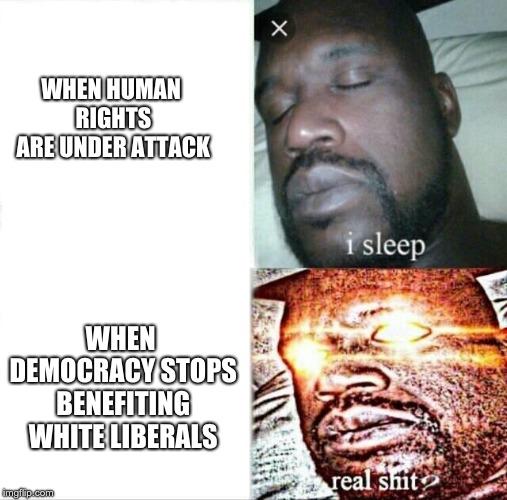 WHEN HUMAN
RIGHTS
ARE UNDER ATTACK
i sleep
WHEN
DEMOCRACY STOPS
BENEFITING
WHITE LIBERALS
real shit?
imgflip.com